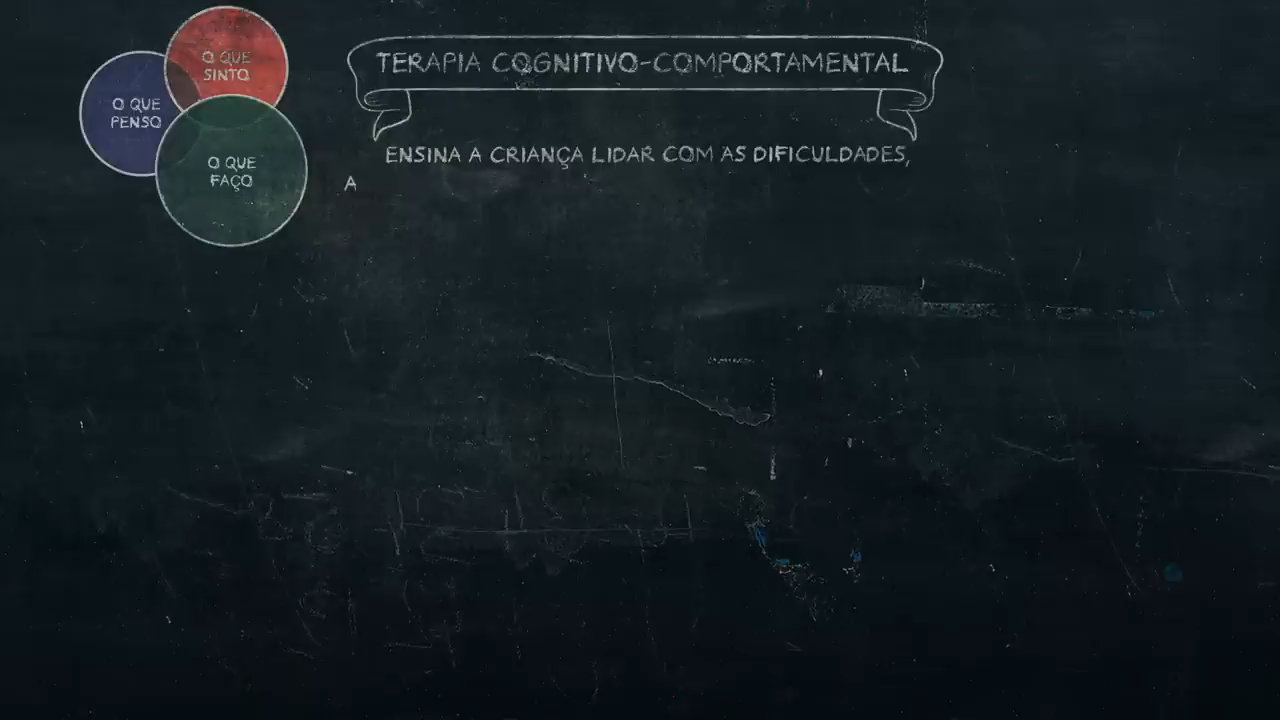 O QUE
SINTO
O QUE
PENSO
O QUE
FAÇO
TERAPIA COGNITIVO-COMPORTAMENTAL
ENSINA A CRIANÇA LIDAR COM AS DIFICULDADES,
A